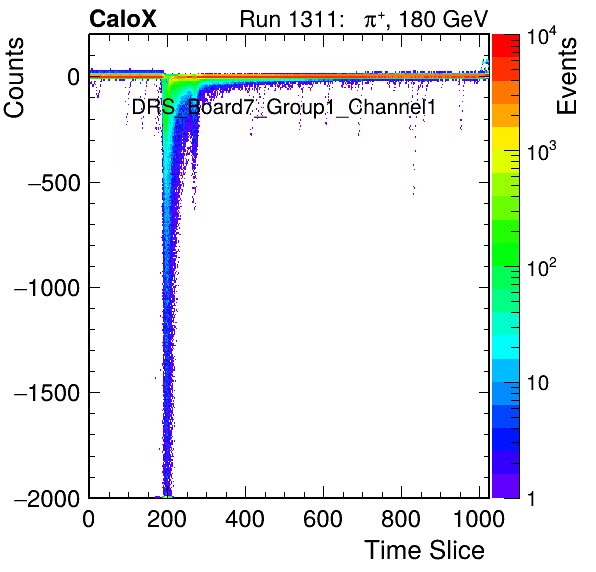 CaloX Run 1311: π⁺, 180 GeV
Counts
Events
DRS_Board7_Group1_Channel1
0
−500
−1000
−1500
−2000
0 200 400 600 800 1000
Time Slice
10⁴
10³
10²
10
1